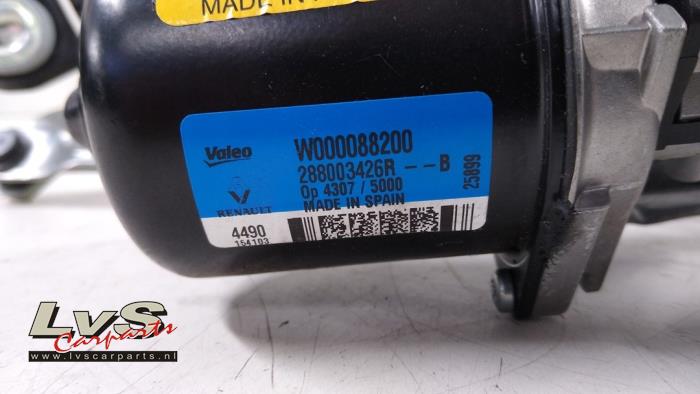 MADE IN
Valeo
W000088200
288003426R -- B
Op 4307 / 5000
MADE IN SPAIN
25899
RENAULT
4490
154103
LvS
Carparts
www.lvscarparts.nl